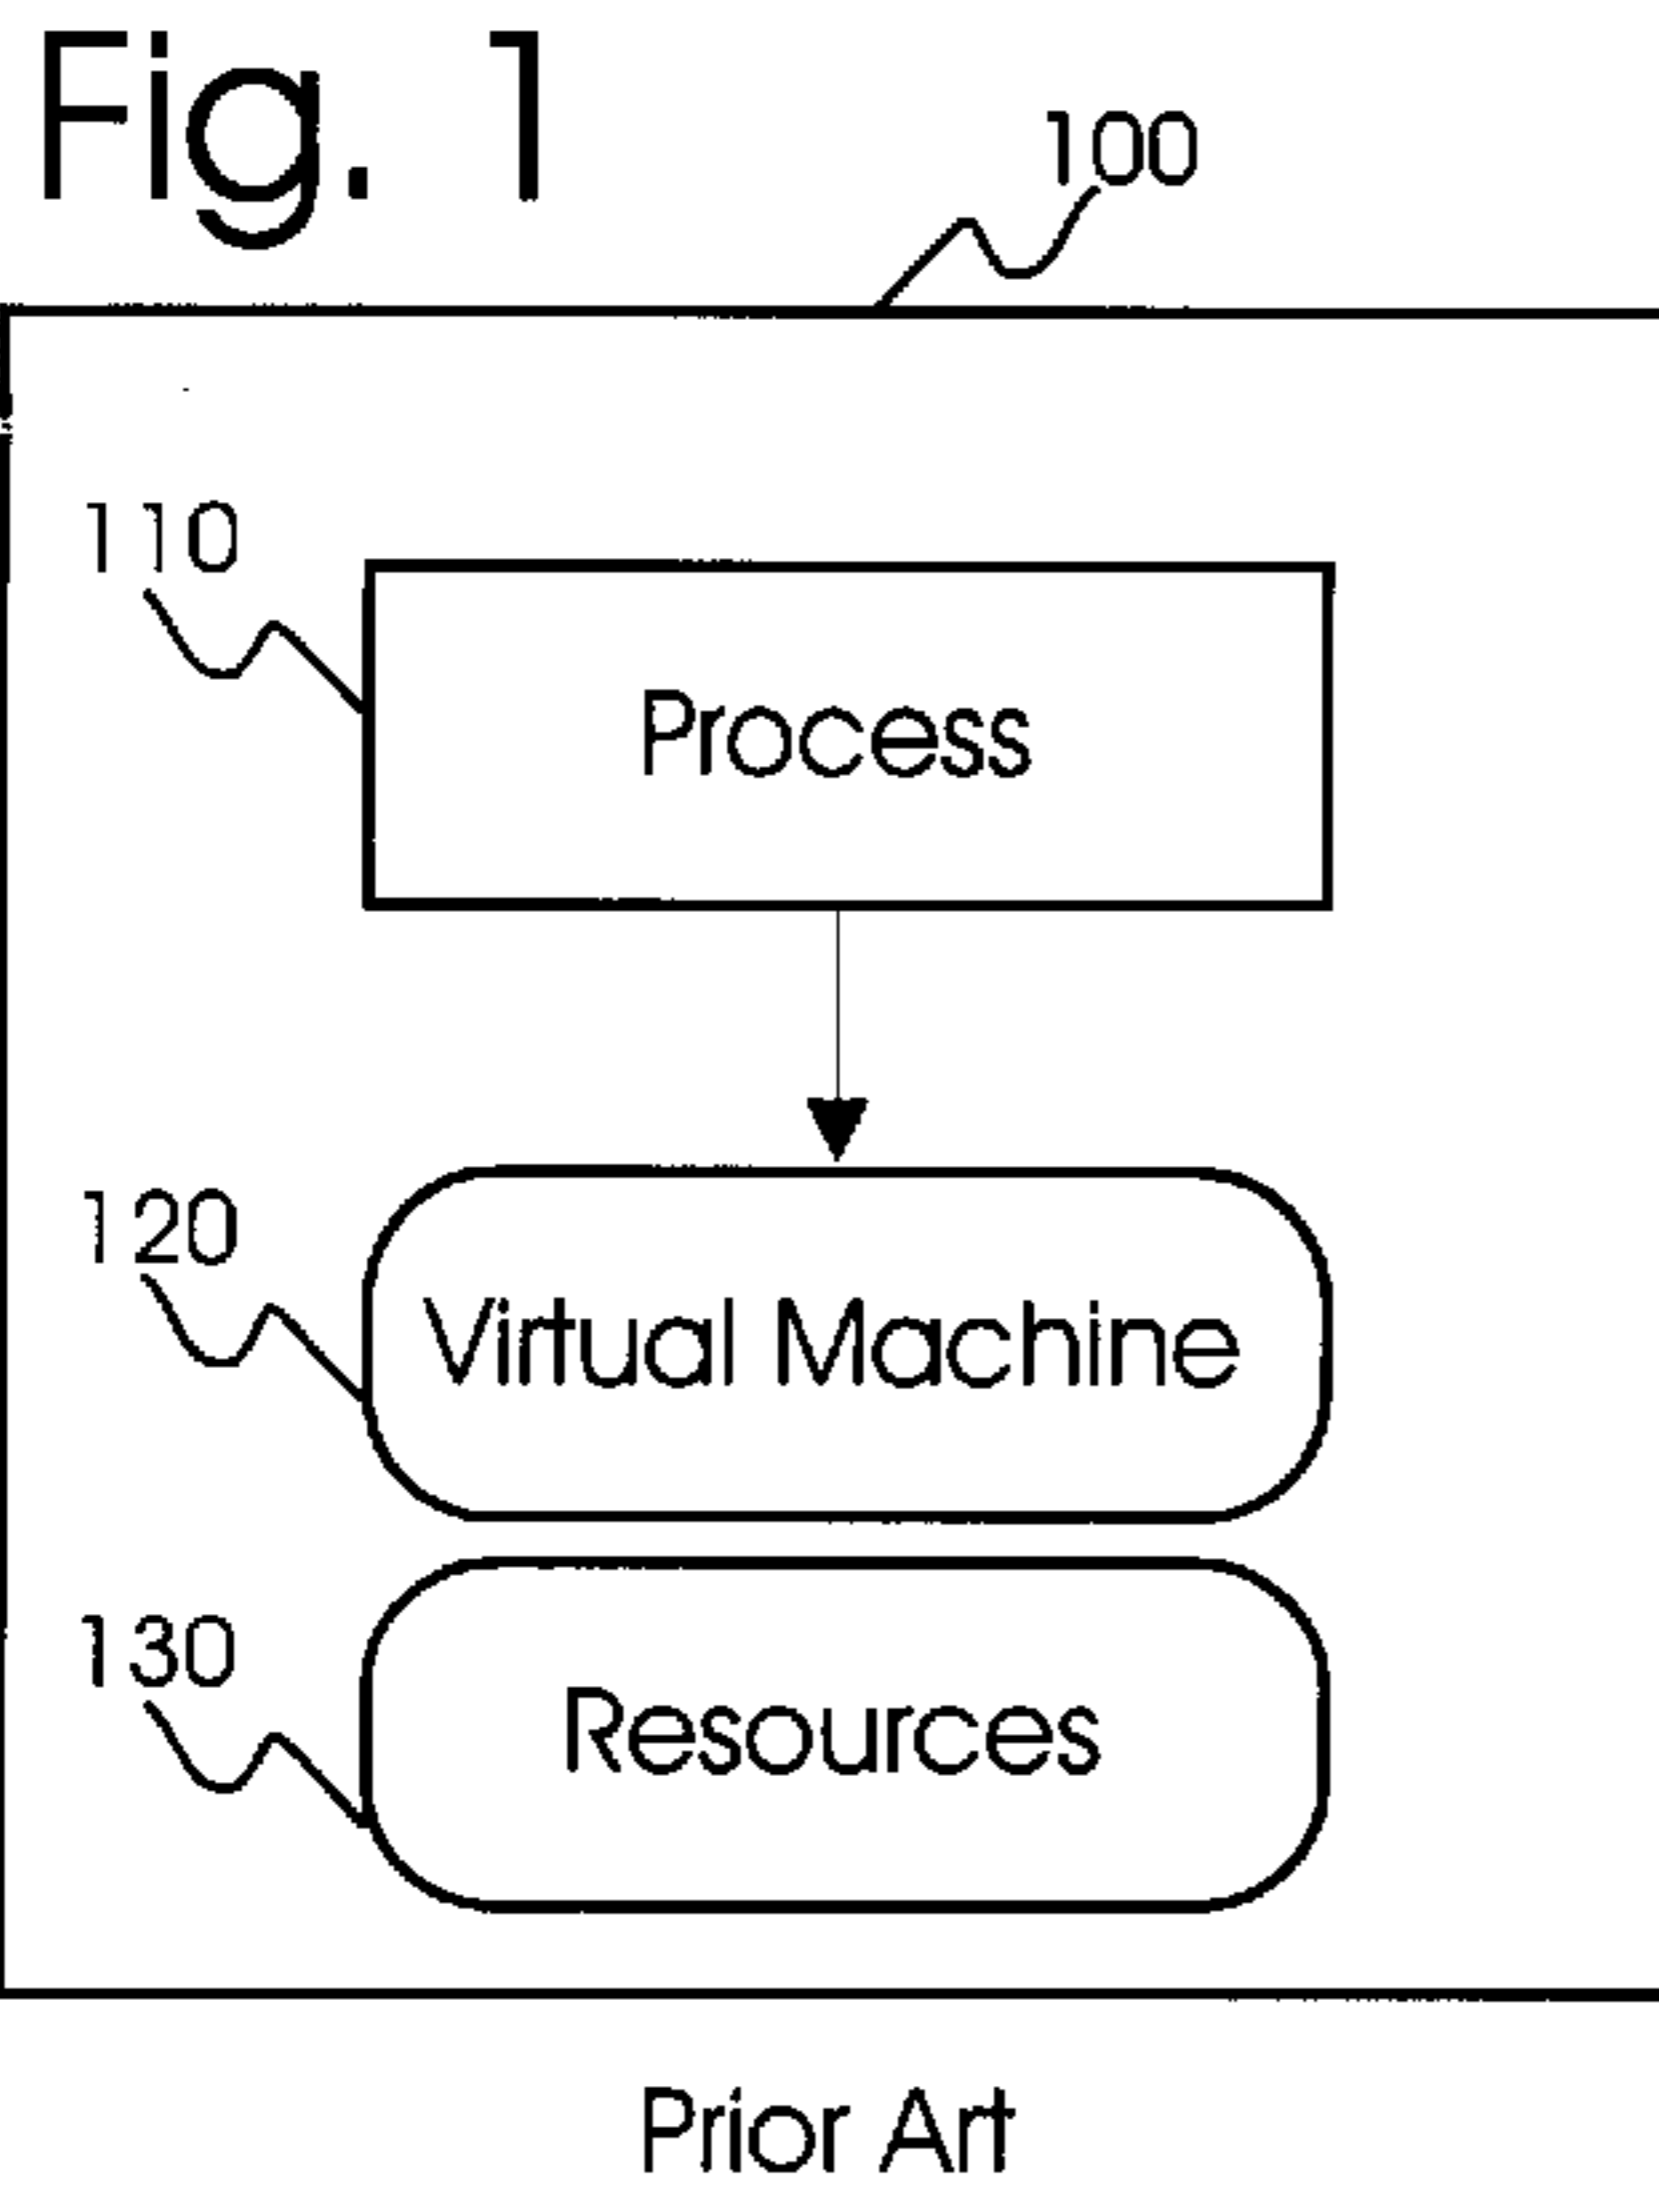 Fig. 1
100
110
Process
120
Virtual Machine
130
Resources
Prior Art